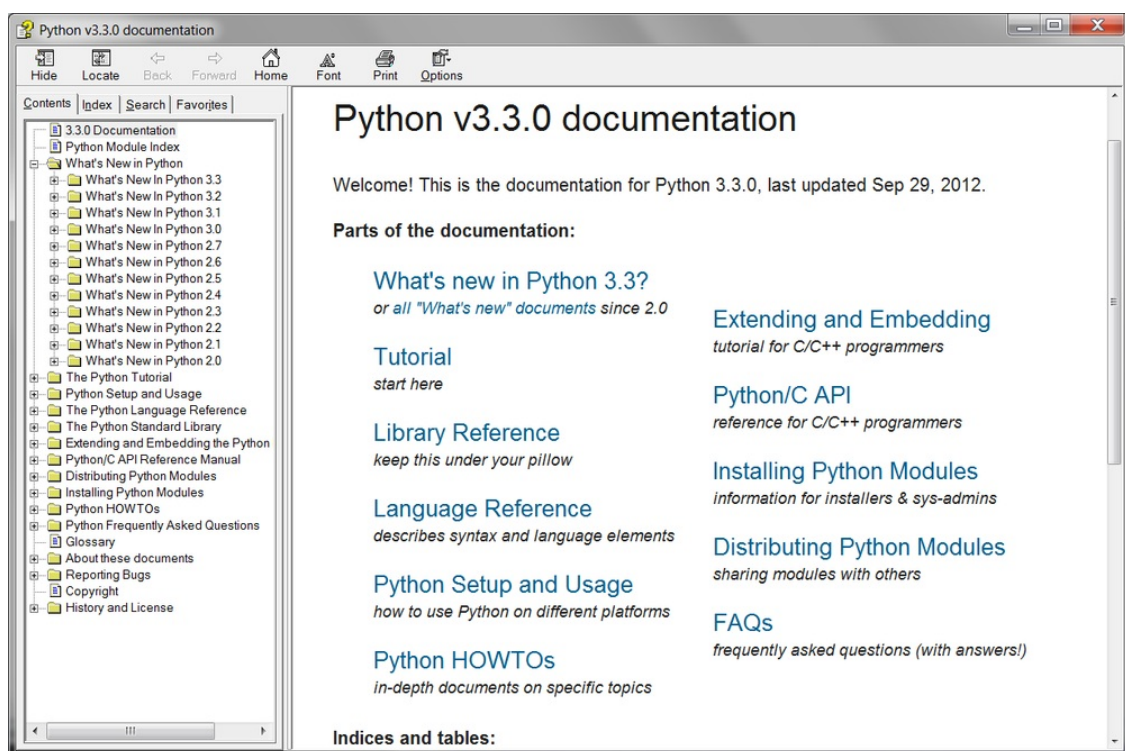 Python v3.3.0 documentation
Hide Locate Back Forward Home Font Print Options
Contents Index Search Favorites
3.3.0 Documentation
Python Module Index
What's New in Python
What's New In Python 3.3
What's New In Python 3.2
What's New In Python 3.1
What's New In Python 3.0
What's New in Python 2.7
What's New in Python 2.6
What's New in Python 2.5
What's New in Python 2.4
What's New in Python 2.3
What's New in Python 2.2
What's New in Python 2.1
What's New in Python 2.0
The Python Tutorial
Python Setup and Usage
The Python Language Reference
The Python Standard Library
Extending and Embedding the Python
Python/C API Reference Manual
Distributing Python Modules
Installing Python Modules
Python HOWTOs
Python Frequently Asked Questions
Glossary
About these documents
Reporting Bugs
Copyright
History and License
Python v3.3.0 documentation
Welcome! This is the documentation for Python 3.3.0, last updated Sep 29, 2012.
Parts of the documentation:
What's new in Python 3.3?
or all "What's new" documents since 2.0
Tutorial
start here
Library Reference
keep this under your pillow
Language Reference
describes syntax and language elements
Python Setup and Usage
how to use Python on different platforms
Python HOWTOs
in-depth documents on specific topics
Extending and Embedding
tutorial for C/C++ programmers
Python/C API
reference for C/C++ programmers
Installing Python Modules
information for installers & sys-admins
Distributing Python Modules
sharing modules with others
FAQs
frequently asked questions (with answers!)
Indices and tables: